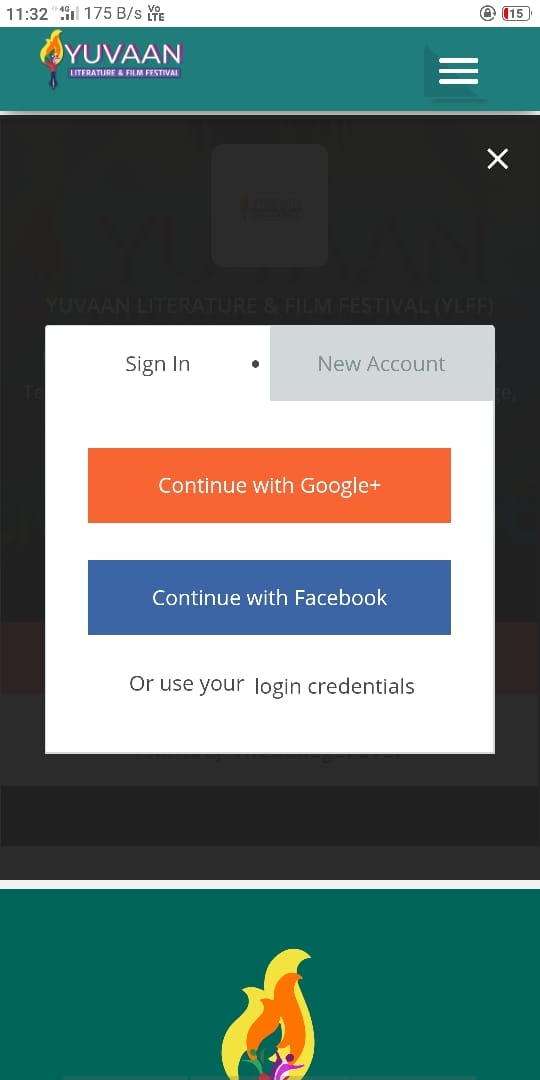 11:32 4G 175 B/s Vo LTE 15
YUVAAN
LITERATURE & FILM FESTIVAL
YUVAAN
YUVAAN LITERATURE & FILM FESTIVAL (YLFF)
Sign In
New Account
Continue with Google+
Continue with Facebook
Or use your login credentials